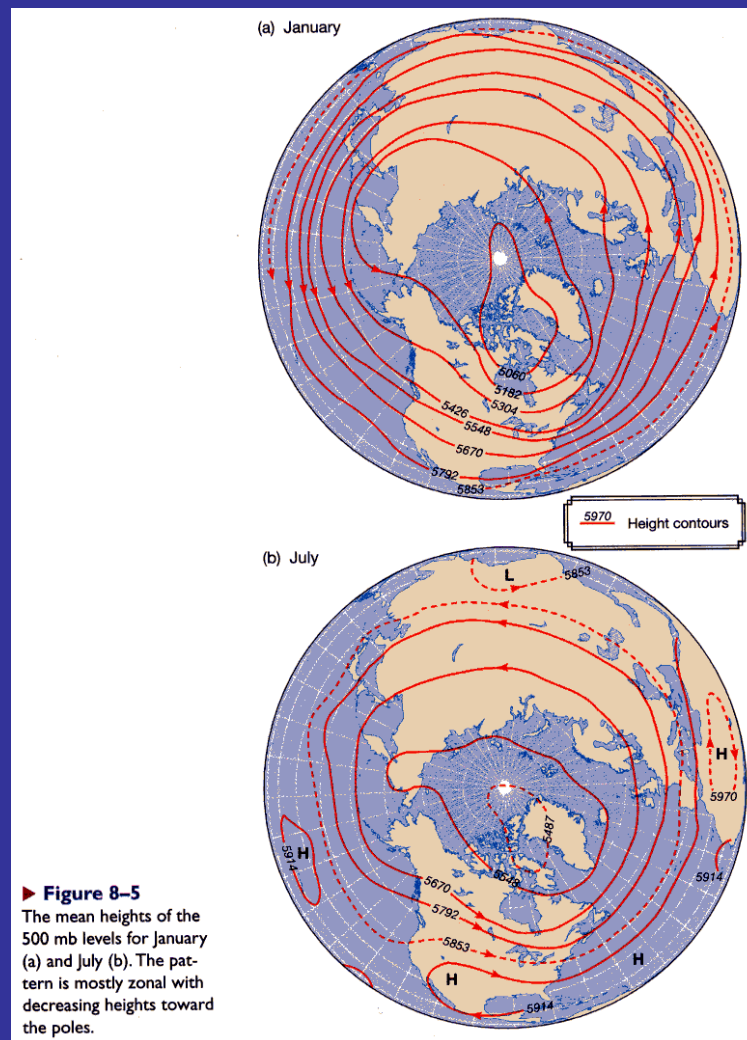 (a) January
5060
5182
5304
5426
5548
5670
5792
5853
5970 Height contours
(b) July
L
5853
H
5970
5487
5914
H
5548
5914
5670
5792
5853
H
H
5914
▶ Figure 8–5
The mean heights of the
500 mb levels for January
(a) and July (b). The pat-
tern is mostly zonal with
decreasing heights toward
the poles.